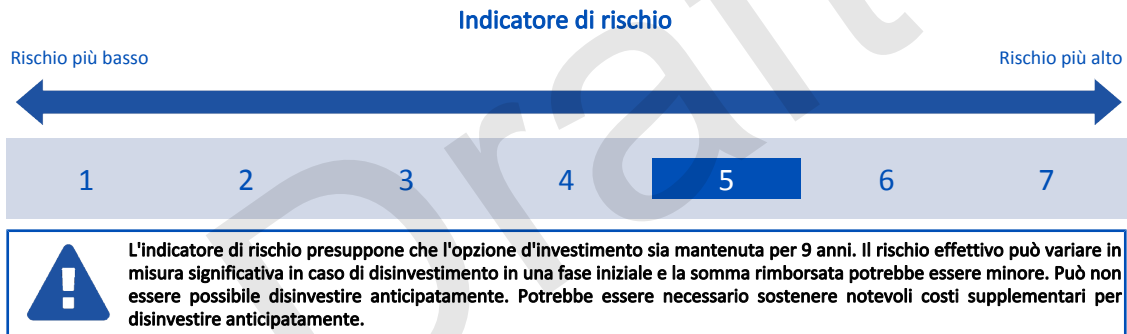 Indicatore di rischio
Rischio più basso
Rischio più alto
1 2 3 4 5 6 7
L'indicatore di rischio presuppone che l'opzione d'investimento sia mantenuta per 9 anni. Il rischio effettivo può variare in
misura significativa in caso di disinvestimento in una fase iniziale e la somma rimborsata potrebbe essere minore. Può non
essere possibile disinvestire anticipatamente. Potrebbe essere necessario sostenere notevoli costi supplementari per
disinvestire anticipatamente.
Draft